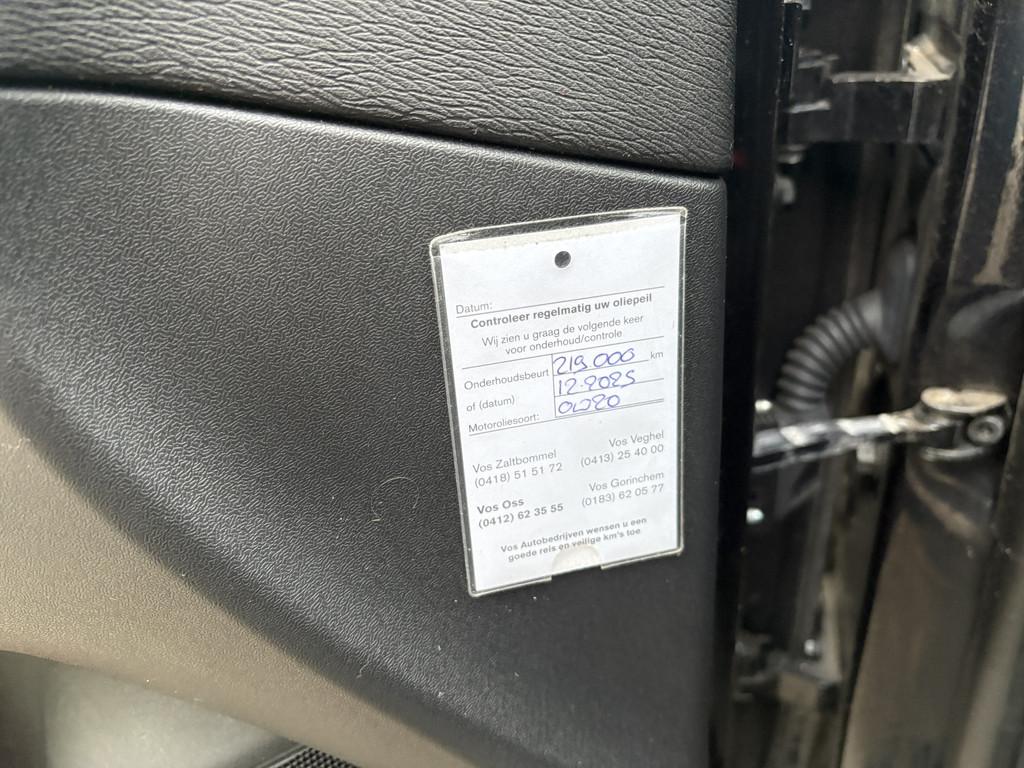 Datum:
Controleer regelmatig uw oliepeil
Wij zien u graag de volgende keer
voor onderhoud/controle
Onderhoudsbeurt 219.000 km
of (datum) 12-2025
Motoroliesoort: 0W20
Vos Zaltbommel
(0418) 51 51 72
Vos Veghel
(0413) 25 40 00
Vos Oss
(0412) 62 35 55
Vos Gorinchem
(0183) 62 05 77
Vos Autobedrijven wensen u een
goede reis en veilige km's toe